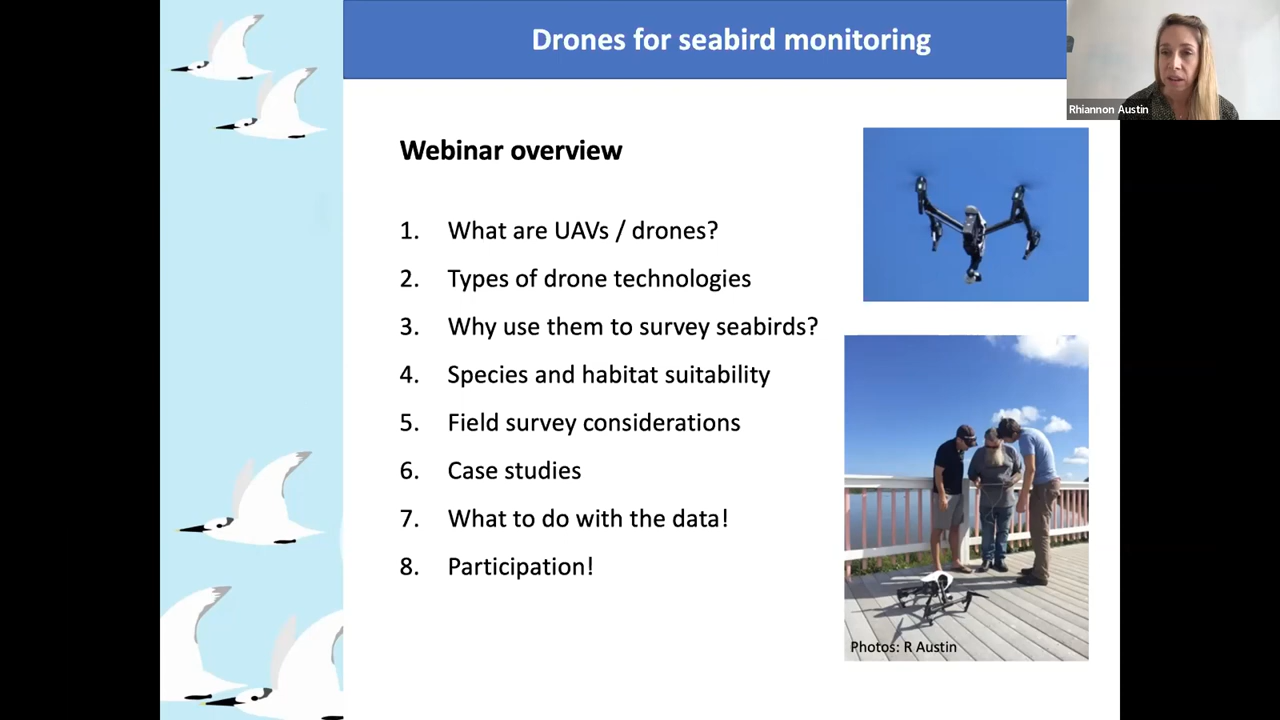 Drones for seabird monitoring
Rhiannon Austin
Webinar overview
1. What are UAVs / drones?
2. Types of drone technologies
3. Why use them to survey seabirds?
4. Species and habitat suitability
5. Field survey considerations
6. Case studies
7. What to do with the data!
8. Participation!
Photos: R Austin